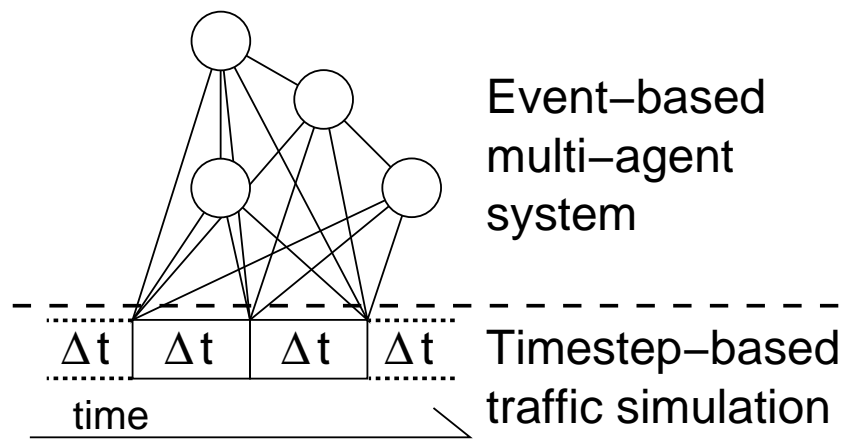 Event−based
multi−agent
system
Δt Δt Δt Δt
Timestep−based
traffic simulation
time